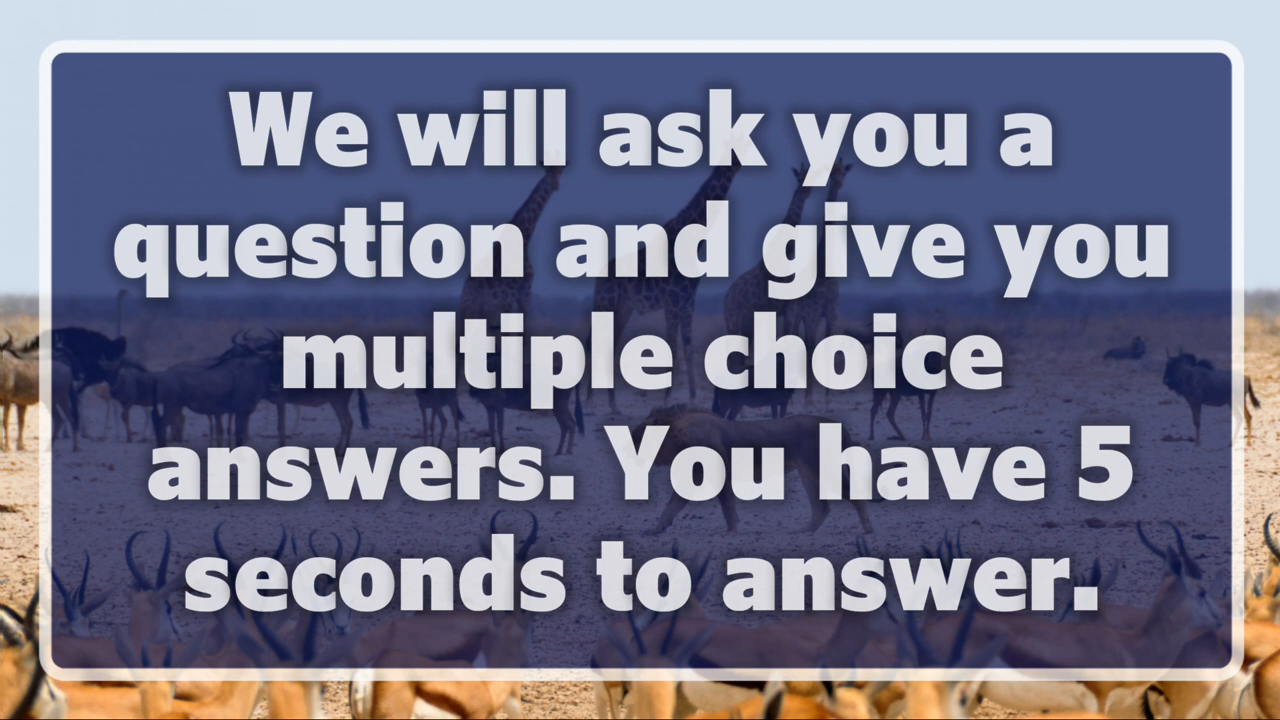 We will ask you a
question and give you
multiple choice
answers. You have 5
seconds to answer.